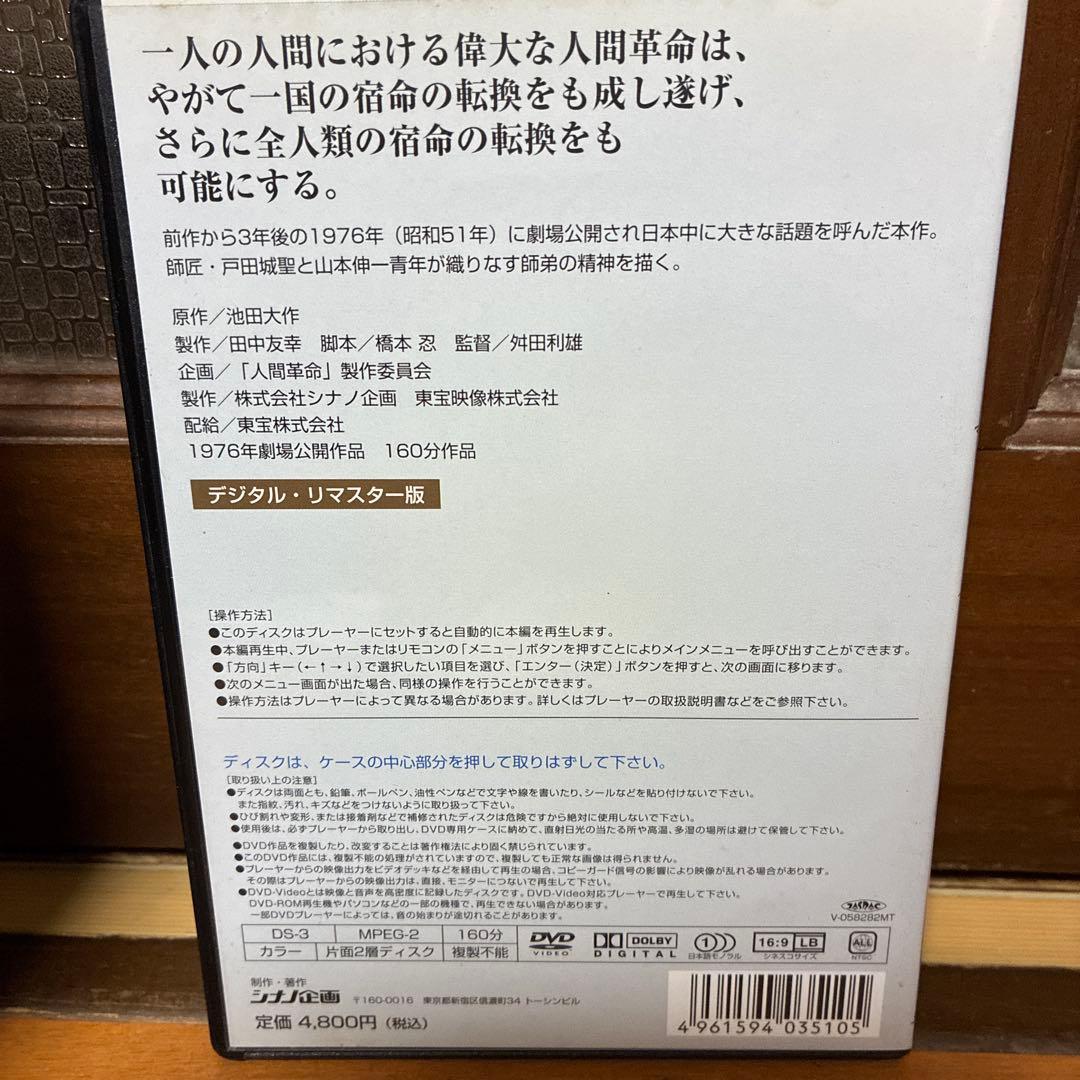 一人の人間における偉大な人間革命は、
やがて一国の宿命の転換をも成し遂げ、
さらに全人類の宿命の転換をも
可能にする。
前作から3年後の1976年（昭和51年）に劇場公開され日本中に大きな話題を呼んだ本作。
師匠・戸田城聖と山本伸一青年が織りなす師弟の精神を描く。
原作／池田大作
製作／田中友幸　脚本／橋本 忍　監督／舛田利雄
企画／「人間革命」製作委員会
製作／株式会社シナノ企画　東宝映像株式会社
配給／東宝株式会社
1976年劇場公開作品　160分作品
デジタル・リマスター版
［操作方法］
●このディスクはプレーヤーにセットすると自動的に本編を再生します。
●本編再生中、プレーヤーまたはリモコンの「メニュー」ボタンを押すことによりメインメニューを呼び出すことができます。
●「方向」キー（←↑→↓）で選択したい項目を選び、「エンター（決定）」ボタンを押すと、次の画面に移ります。
●次のメニュー画面が出た場合、同様の操作を行うことができます。
●操作方法はプレーヤーによって異なる場合があります。詳しくはプレーヤーの取扱説明書などをご参照下さい。
ディスクは、ケースの中心部分を押して取りはずして下さい。
［取り扱い上の注意］
●ディスクは両面とも、鉛筆、ボールペン、油性ペンなどで文字や線を書いたり、シールなどを貼り付けないで下さい。
また指紋、汚れ、キズなどをつけないように取り扱って下さい。
●ひび割れや変形、または接着剤などで補修されたディスクは危険ですから絶対に使用しないで下さい。
●使用後は、必ずプレーヤーから取り出し、DVD専用ケースに納めて、直射日光の当たる所や高温、多湿の場所は避けて保管して下さい。
●DVD作品を複製したり、改変することは著作権法により固く禁じられています。
●このDVD作品には、複製不能の処理がされていますので、複製しても正常な画像は得られません。
●プレーヤーからの映像出力をビデオデッキなどを経由して再生の場合、コピーガード信号の影響により映像が乱れる場合があります。
その際はプレーヤーからの映像出力は、直接、モニターにつないで再生して下さい。
●DVD-Videoとは映像と音声を高密度に記録したディスクです。DVD-Video対応プレーヤーで再生して下さい。
DVD-ROM再生機やパソコンなどの一部の機種で、再生できない場合があります。
一部DVDプレーヤーによっては、音の始まりが途切れることがあります。
V-058282MT
DS-3 MPEG-2 160分
カラー 片面2層ディスク 複製不能
DVD VIDEO
DOLBY DIGITAL
1 日本語モノラル
16:9 LB シネスコサイズ
ALL NTSC
制作・著作
シナノ企画 〒160-0016 東京都新宿区信濃町34 トーシンビル
定価 4,800円（税込）
4 961594 035105